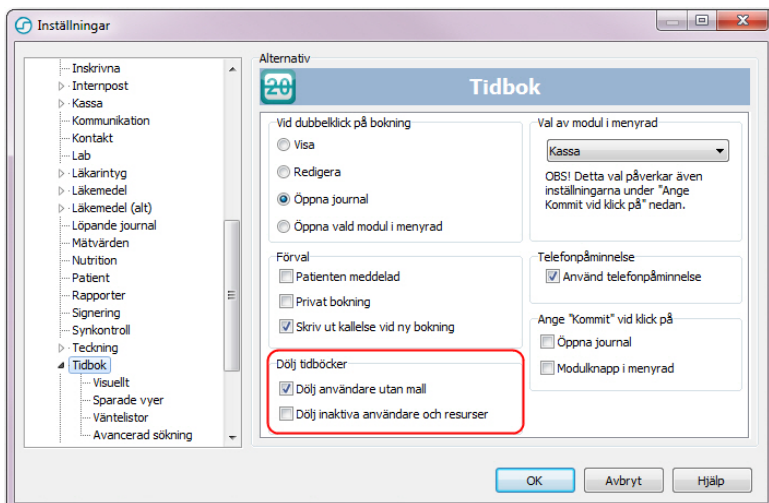 Inställningar
Inskrivna
Internpost
Kassa
Kommunikation
Kontakt
Lab
Läkarintyg
Läkemedel
Läkemedel (alt)
Löpande journal
Mätvärden
Nutrition
Patient
Rapporter
Signering
Synkontroll
Teckning
Tidbok
Visuellt
Sparade vyer
Väntelistor
Avancerad sökning
Alternativ
20
Tidbok
Vid dubbelklick på bokning
Visa
Redigera
Öppna journal
Öppna vald modul i menyrad
Förval
Patienten meddelad
Privat bokning
Skriv ut kallelse vid ny bokning
Dölj tidböcker
Dölj användare utan mall
Dölj inaktiva användare och resurser
Val av modul i menyrad
Kassa
OBS! Detta val påverkar även
inställningarna under "Ange
Kommit vid klick på" nedan.
Telefonpåminnelse
Använd telefonpåminnelse
Ange "Kommit" vid klick på
Öppna journal
Modulknapp i menyrad
OK
Avbryt
Hjälp